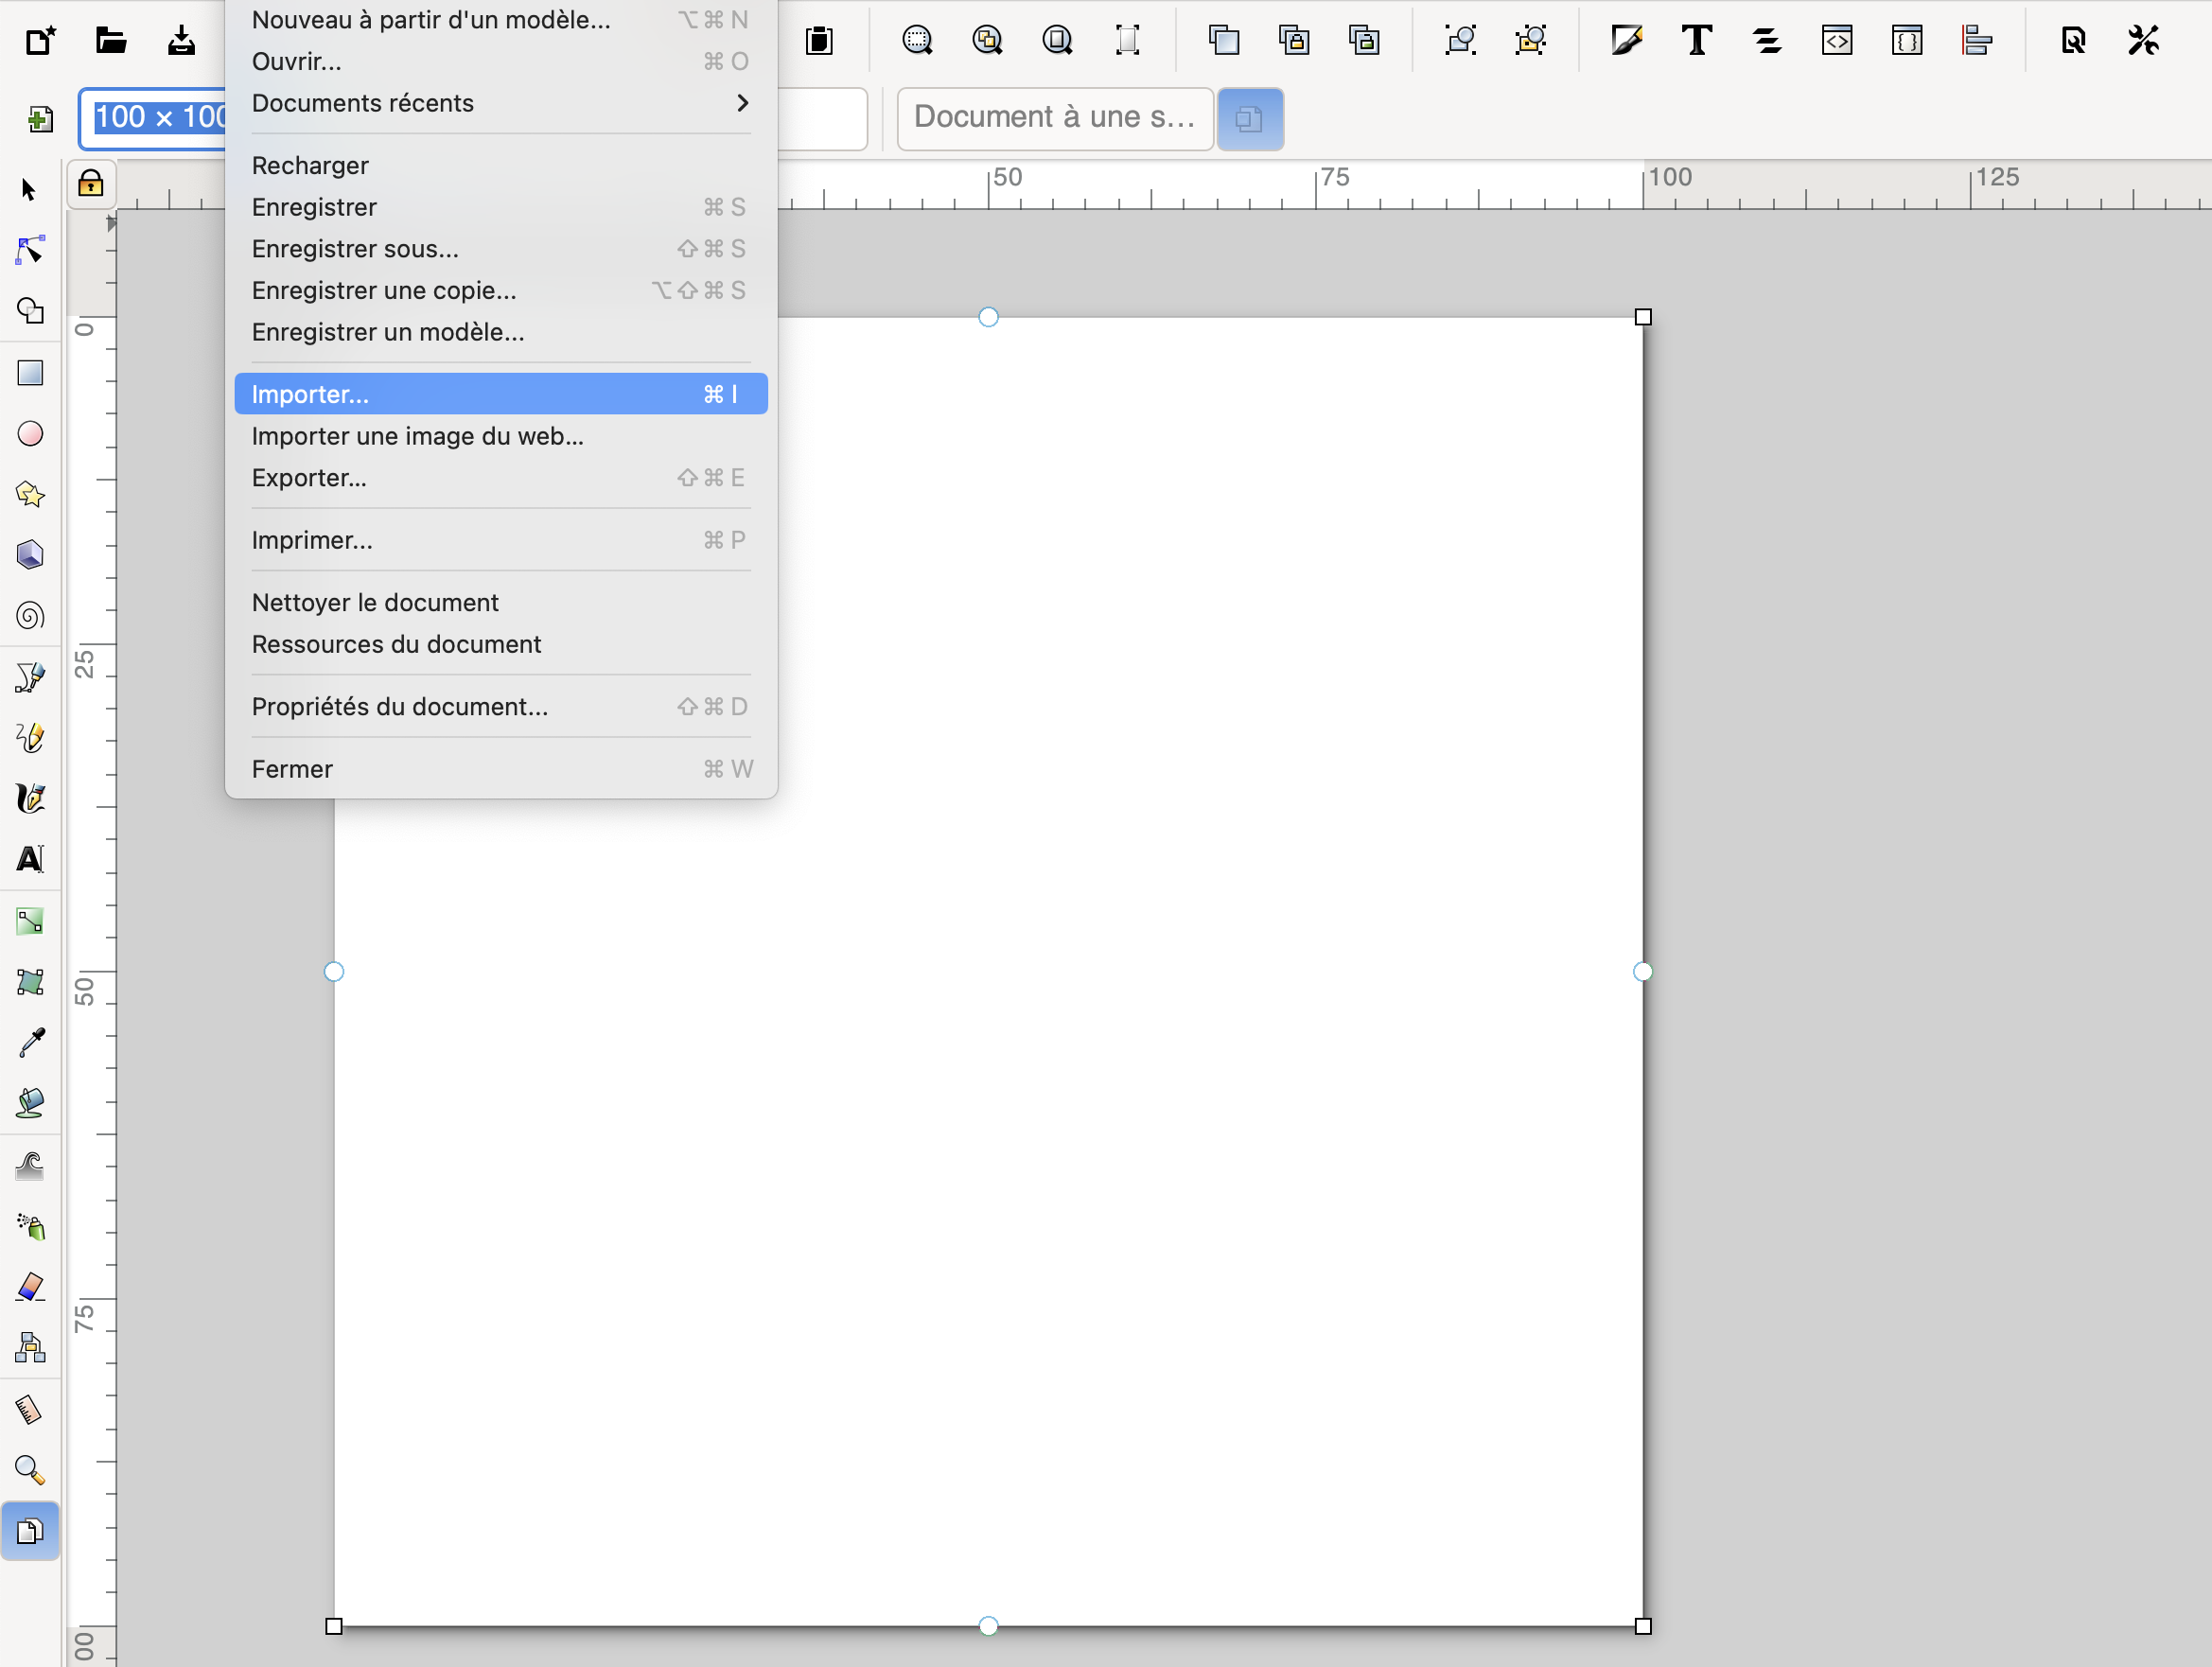 Nouveau à partir d'un modèle... ⌥⌘N
Ouvrir... ⌘O
Documents récents
100 × 100
Document à une s...
Recharger
Enregistrer ⌘S
Enregistrer sous... ⇧⌘S
Enregistrer une copie... ⌥⇧⌘S
Enregistrer un modèle...
Importer... ⌘I
Importer une image du web...
Exporter... ⇧⌘E
Imprimer... ⌘P
Nettoyer le document
Ressources du document
Propriétés du document... ⇧⌘D
Fermer ⌘W
50 75 100 125
0
25
50
75
00